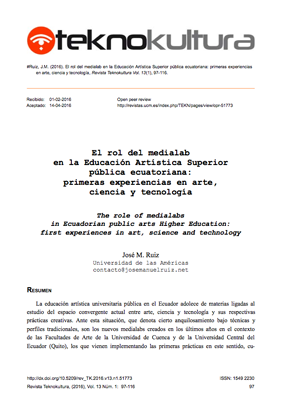 teknokultura
#Ruiz, J.M. (2016). El rol del medialab en la Educación Artística Superior pública ecuatoriana: primeras experiencias
en arte, ciencia y tecnología, Revista Teknokultura Vol. 13(1), 97-116.
Recibido: 01-02-2016
Open peer review
Aceptado: 14-04-2016
http://revistas.ucm.es/index.php/TEKN/pages/view/opr-51773
El rol del medialab
en la Educación Artística Superior
pública ecuatoriana:
primeras experiencias en arte,
ciencia y tecnología
The role of medialabs
in Ecuadorian public arts Higher Education:
first experiences in art, science and technology
José M. Ruiz
Universidad de las Américas
contacto@josemanuelruiz.net
RESUMEN
La educación artística universitaria pública en el Ecuador adolece de materias ligadas al
estudio del espacio convergente actual entre arte, ciencia y tecnología y sus respectivas
prácticas creativas. Ante esta situación, que denota cierto anquilosamiento bajo técnicas y
perfiles tradicionales, son los nuevos medialabs creados en los últimos años en el contexto
de las Facultades de Arte de la Universidad de Cuenca y de la Universidad Central del
Ecuador (Quito), los que vienen implementando las primeras prácticas en este sentido, cu-
http://dx.doi.org/10.5209/rev_TK.2016.v13.n1.51773
ISSN: 1549 2230
Revista Teknokultura, (2016), Vol. 13 Núm. 1: 97-116
97